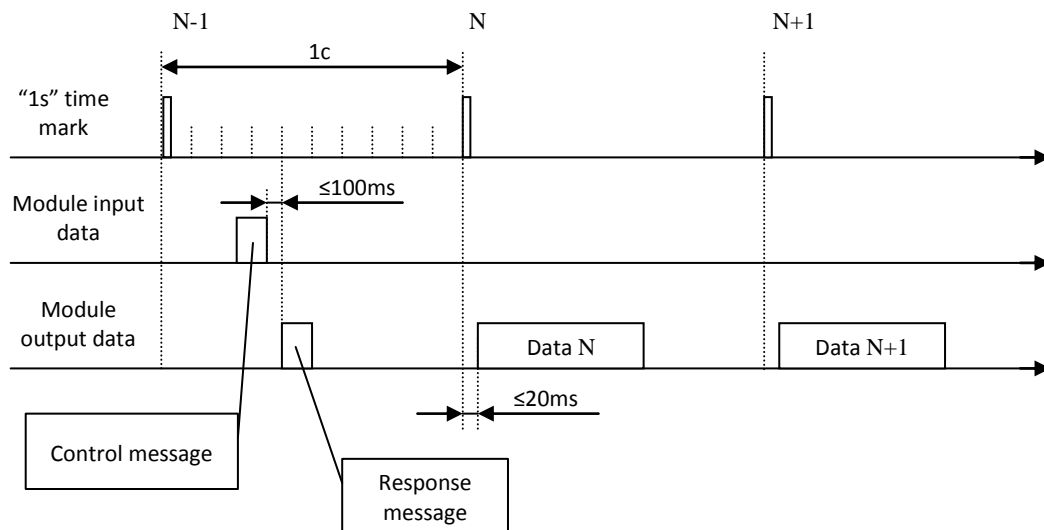 N-1
N
N+1
1c
“1s” time
mark
≤100ms
Module input
data
Module
output data
Data N
Data N+1
≤20ms
Control message
Response
message